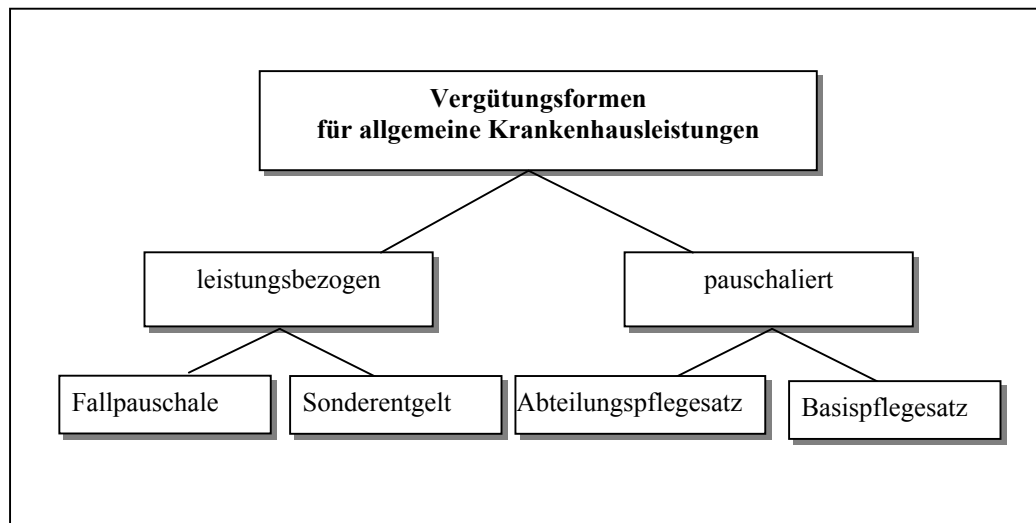 Vergütungsformen
für allgemeine Krankenhausleistungen
leistungsbezogen
pauschaliert
Fallpauschale
Sonderentgelt
Abteilungspflegesatz
Basispflegesatz